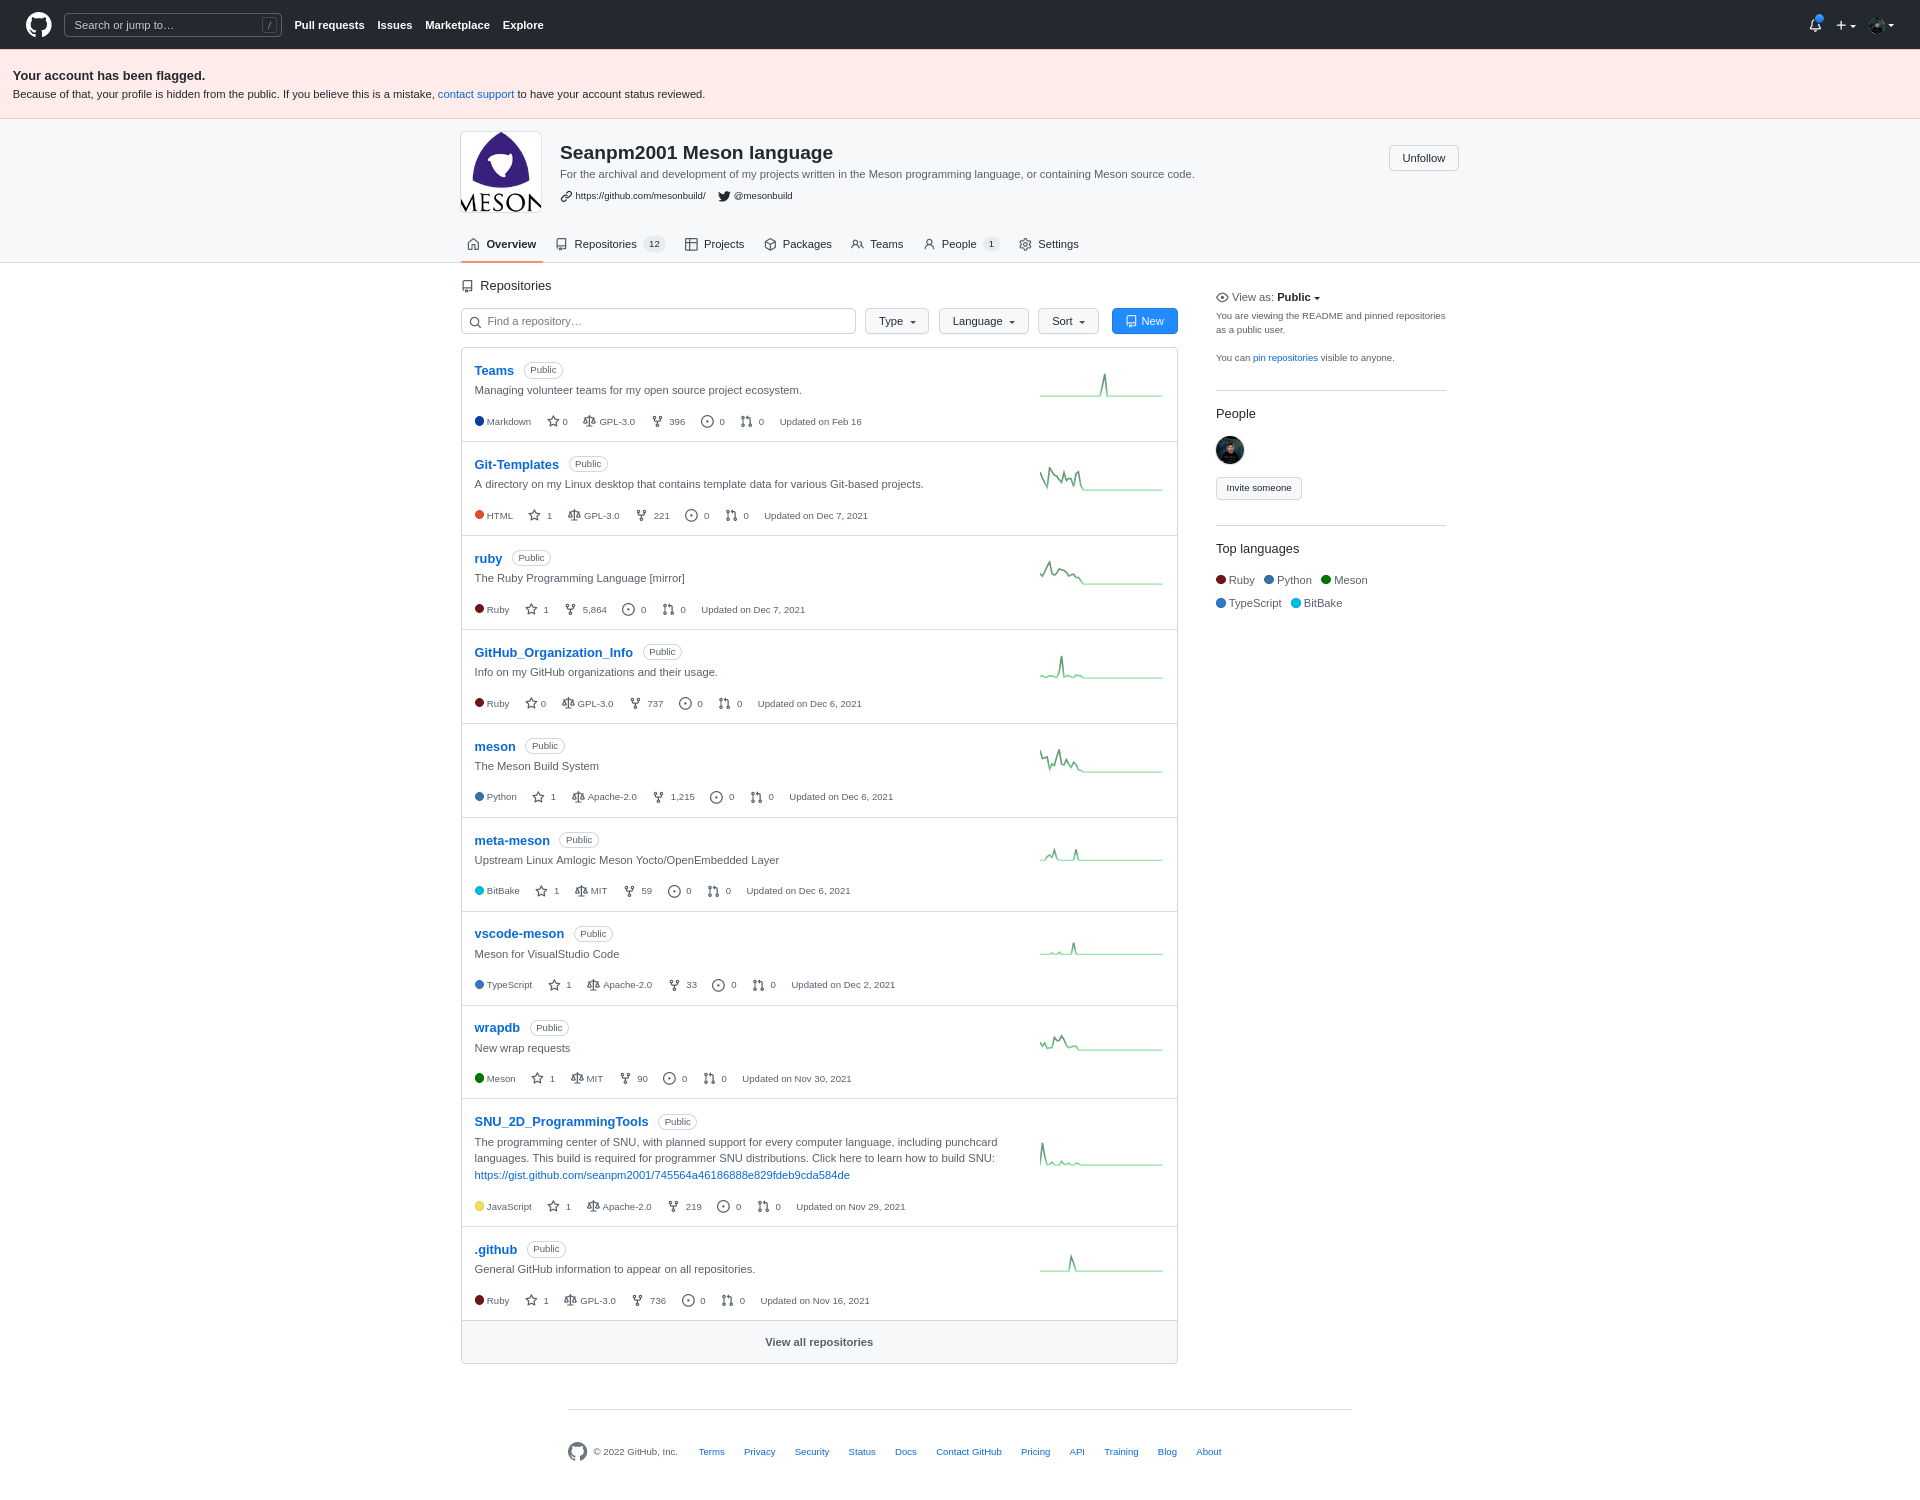 Search or jump to… /
Pull requests Issues Marketplace Explore
Your account has been flagged.
Because of that, your profile is hidden from the public. If you believe this is a mistake, contact support to have your account status reviewed.
MESON
Seanpm2001 Meson language
For the archival and development of my projects written in the Meson programming language, or containing Meson source code.
https://github.com/mesonbuild/ @mesonbuild
Unfollow
Overview Repositories 12 Projects Packages Teams People 1 Settings
Repositories
Find a repository…
Type Language Sort New
Teams Public
Managing volunteer teams for my open source project ecosystem.
Markdown 0 GPL-3.0 396 0 0 Updated on Feb 16
Git-Templates Public
A directory on my Linux desktop that contains template data for various Git-based projects.
HTML 1 GPL-3.0 221 0 0 Updated on Dec 7, 2021
ruby Public
The Ruby Programming Language [mirror]
Ruby 1 5,864 0 0 Updated on Dec 7, 2021
GitHub_Organization_Info Public
Info on my GitHub organizations and their usage.
Ruby 0 GPL-3.0 737 0 0 Updated on Dec 6, 2021
meson Public
The Meson Build System
Python 1 Apache-2.0 1,215 0 0 Updated on Dec 6, 2021
meta-meson Public
Upstream Linux Amlogic Meson Yocto/OpenEmbedded Layer
BitBake 1 MIT 59 0 0 Updated on Dec 6, 2021
vscode-meson Public
Meson for VisualStudio Code
TypeScript 1 Apache-2.0 33 0 0 Updated on Dec 2, 2021
wrapdb Public
New wrap requests
Meson 1 MIT 90 0 0 Updated on Nov 30, 2021
SNU_2D_ProgrammingTools Public
The programming center of SNU, with planned support for every computer language, including punchcard
languages. This build is required for programmer SNU distributions. Click here to learn how to build SNU:
https://gist.github.com/seanpm2001/745564a46186888e829fdeb9cda584de
JavaScript 1 Apache-2.0 219 0 0 Updated on Nov 29, 2021
.github Public
General GitHub information to appear on all repositories.
Ruby 1 GPL-3.0 736 0 0 Updated on Nov 16, 2021
View all repositories
View as: Public
You are viewing the README and pinned repositories
as a public user.
You can pin repositories visible to anyone.
People
Invite someone
Top languages
Ruby Python Meson
TypeScript BitBake
© 2022 GitHub, Inc. Terms Privacy Security Status Docs Contact GitHub Pricing API Training Blog About